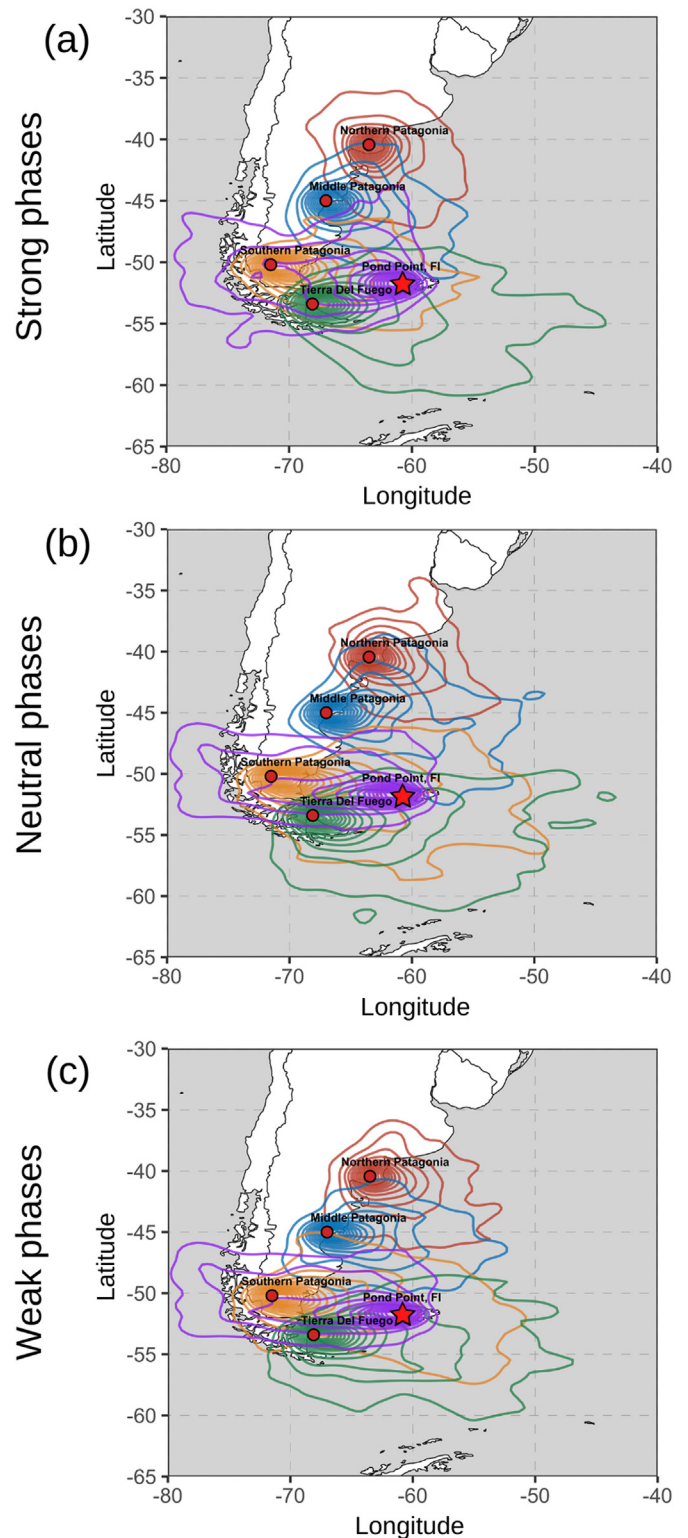 (a)
Strong phases
Latitude
-30
-35
-40
-45
-50
-55
-60
-65
Northern Patagonia
Middle Patagonia
Southern Patagonia
Pond Point, FI
Tierra Del Fuego
-80 -70 -60 -50 -40
Longitude
(b)
Neutral phases
Latitude
-30
-35
-40
-45
-50
-55
-60
-65
Northern Patagonia
Middle Patagonia
Southern Patagonia
Pond Point, FI
Tierra Del Fuego
-80 -70 -60 -50 -40
Longitude
(c)
Weak phases
Latitude
-30
-35
-40
-45
-50
-55
-60
-65
Northern Patagonia
Middle Patagonia
Southern Patagonia
Pond Point, FI
Tierra Del Fuego
-80 -70 -60 -50 -40
Longitude